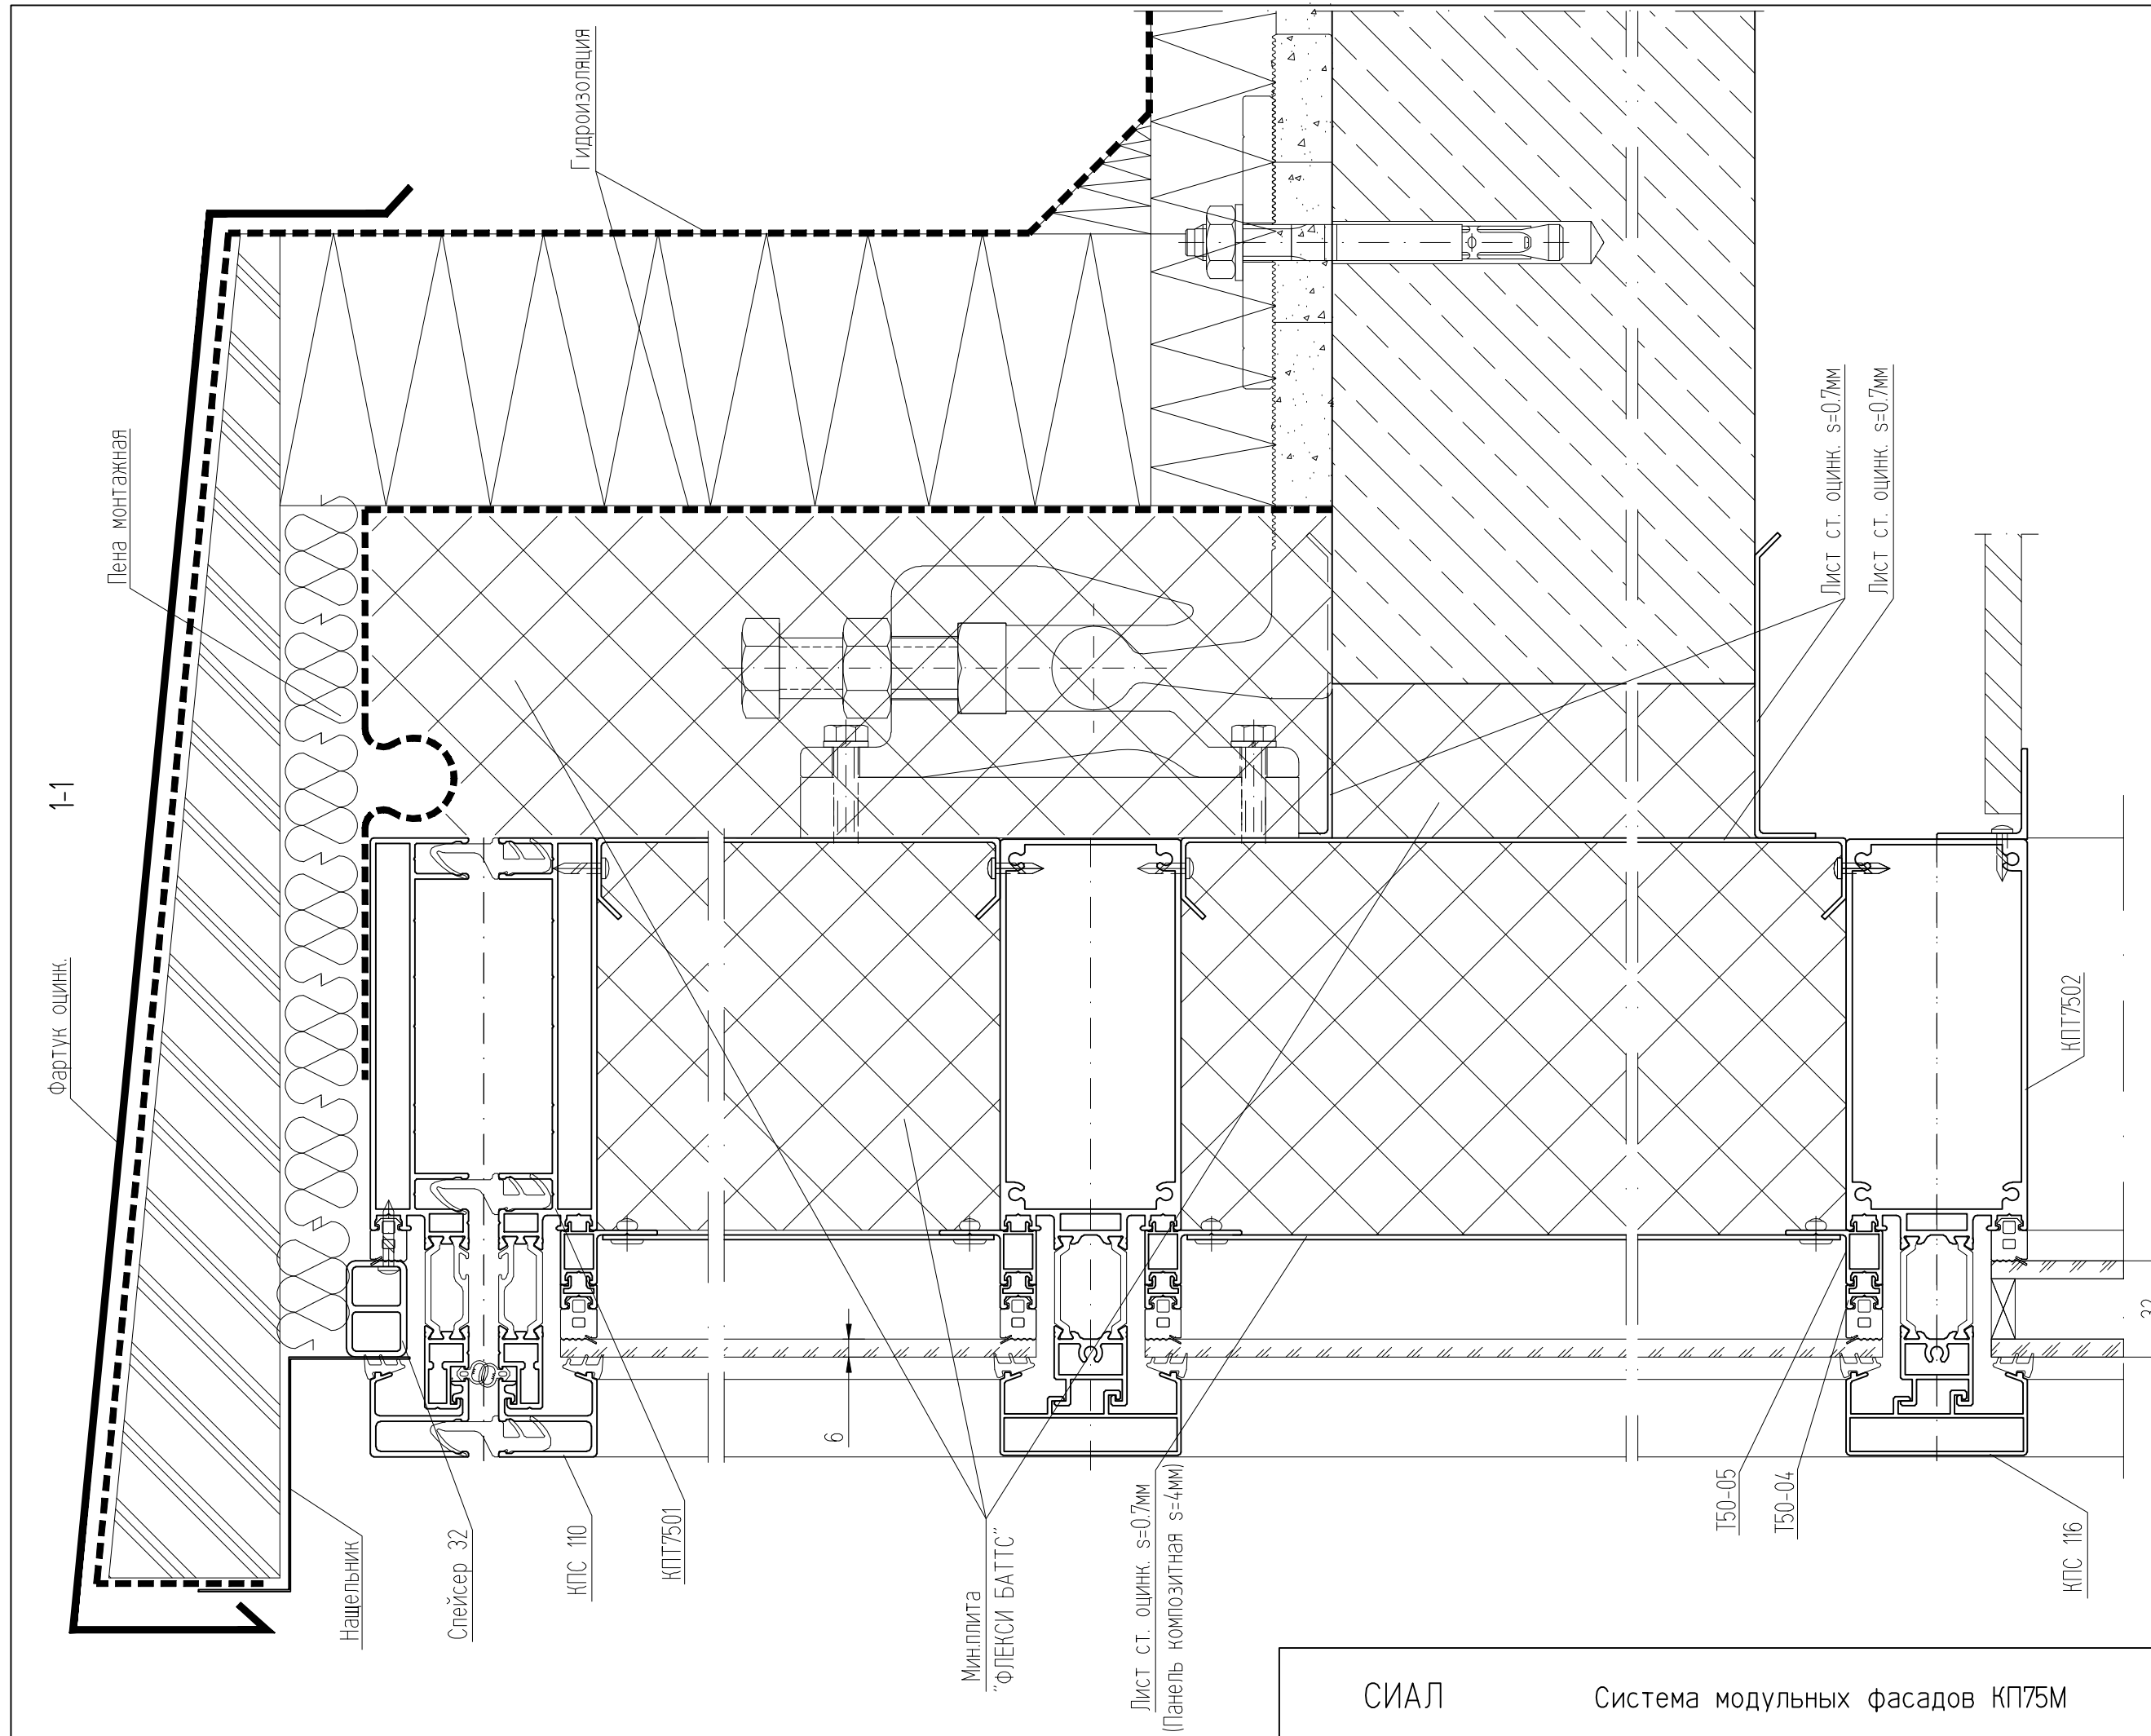 1-1
Фартук оцинк.
Пена монтажная
Гидроизоляция
Лист ст. оцинк. s=0.7мм
Лист ст. оцинк. s=0.7мм
КПТ7502
Нащельник
Спейсер 32
КПС 110
КПТ7501
6
Мин.плита
"ФЛЕКСИ БАТТС"
Лист ст. оцинк. s=0.7мм
(Панель композитная s=4мм)
Т50-05
Т50-04
КПС 116
32
СИАЛ
Система модульных фасадов КП75М